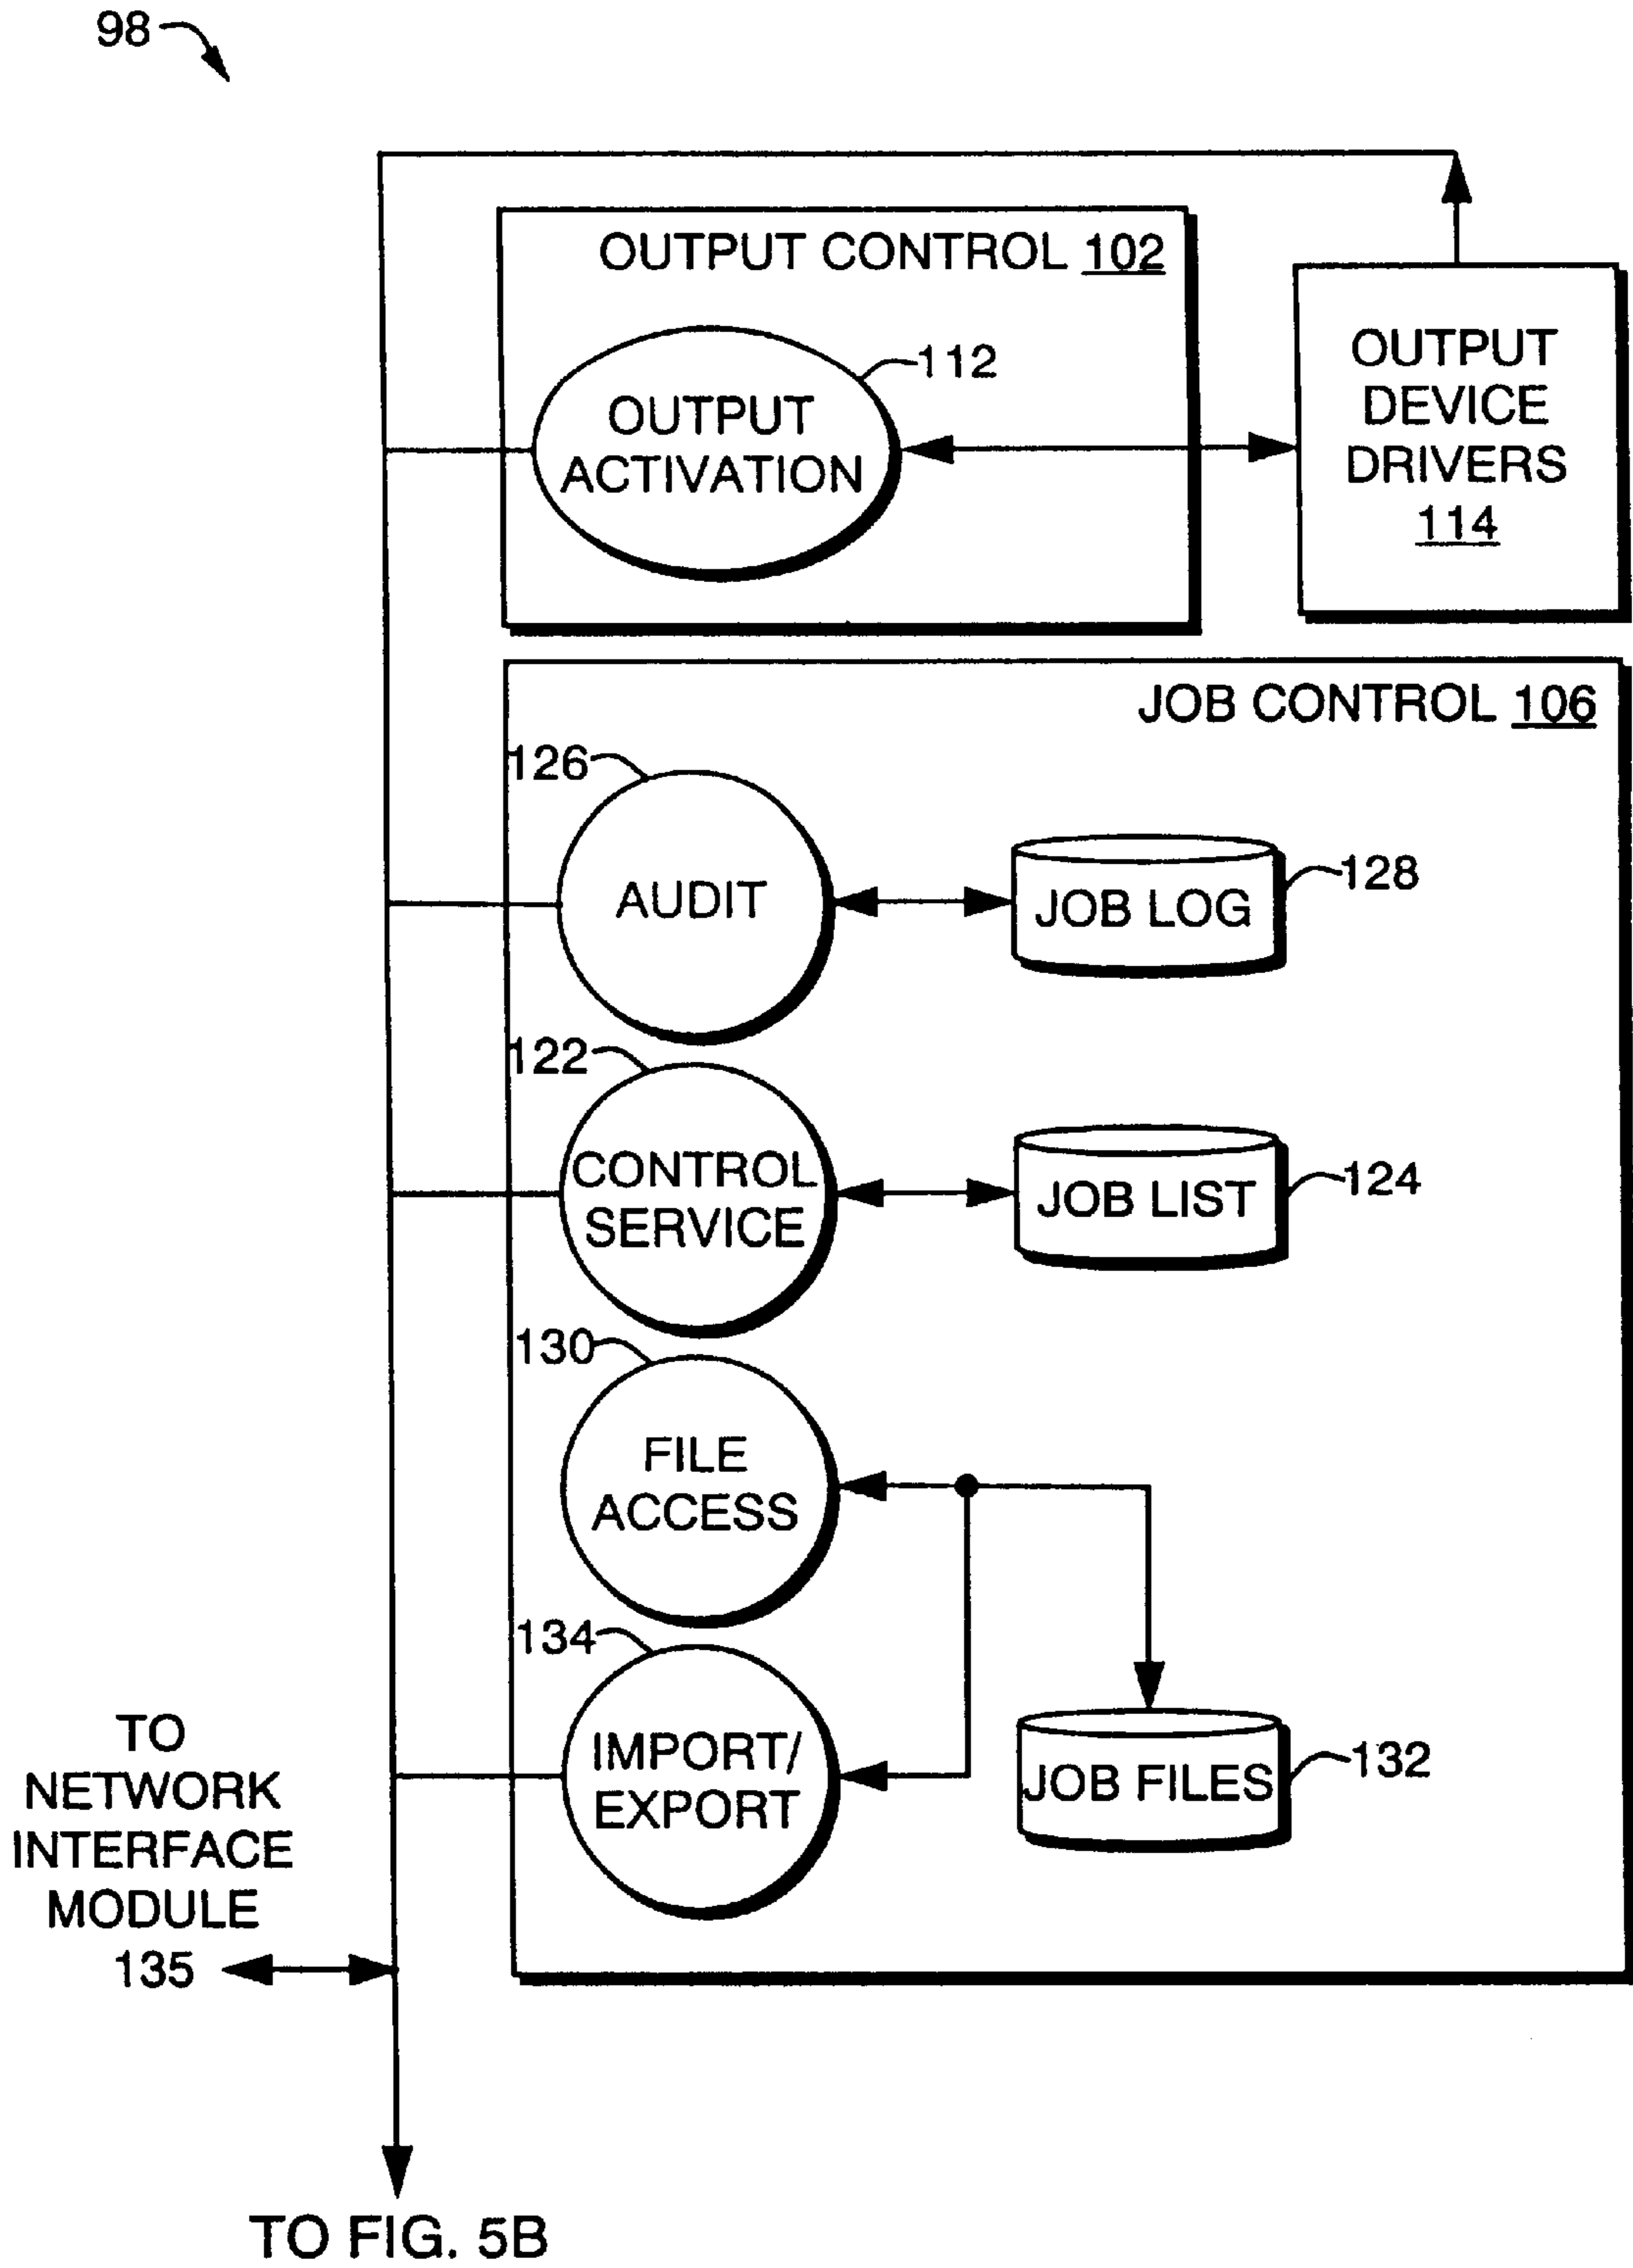 98
OUTPUT CONTROL 102
112
OUTPUT
ACTIVATION
OUTPUT
DEVICE
DRIVERS
114
JOB CONTROL 106
126
AUDIT
JOB LOG
128
122
CONTROL
SERVICE
JOB LIST
124
130
FILE
ACCESS
134
IMPORT/
EXPORT
JOB FILES
132
TO
NETWORK
INTERFACE
MODULE
135
TO FIG. 5B